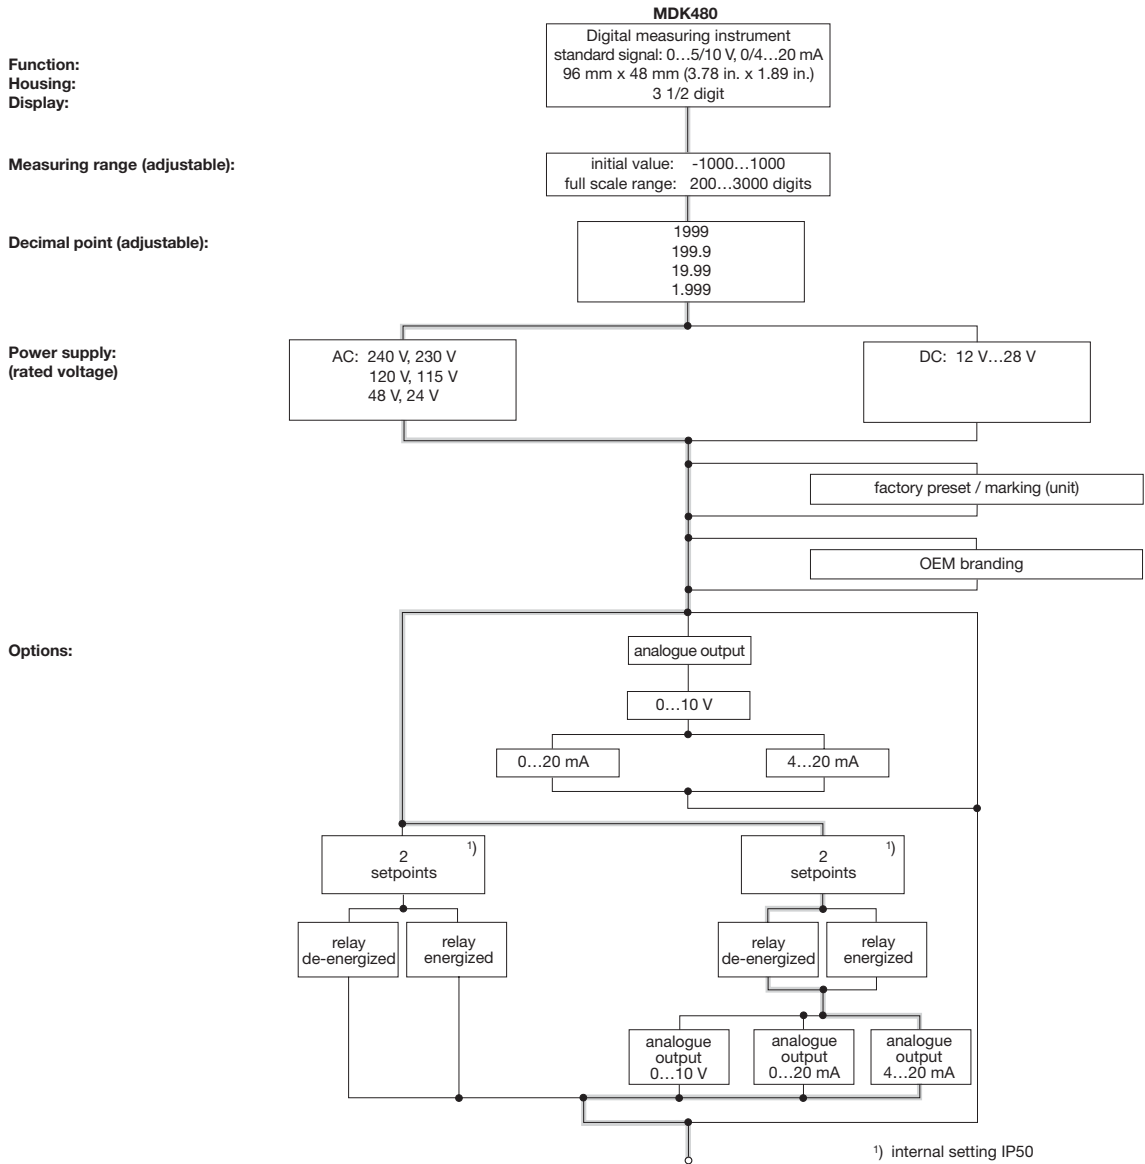 MDK480
Function:
Housing:
Display:
Digital measuring instrument
standard signal: 0…5/10 V, 0/4…20 mA
96 mm x 48 mm (3.78 in. x 1.89 in.)
3 1/2 digit
Measuring range (adjustable):
initial value: -1000…1000
full scale range: 200…3000 digits
Decimal point (adjustable):
1999
199.9
19.99
1.999
Power supply:
(rated voltage)
AC: 240 V, 230 V
120 V, 115 V
48 V, 24 V
DC: 12 V…28 V
factory preset / marking (unit)
OEM branding
Options:
analogue output
0…10 V
0…20 mA
4…20 mA
2 ¹)
setpoints
2 ¹)
setpoints
relay
de-energized
relay
energized
relay
de-energized
relay
energized
analogue
output
0…10 V
analogue
output
0…20 mA
analogue
output
4…20 mA
¹) internal setting IP50